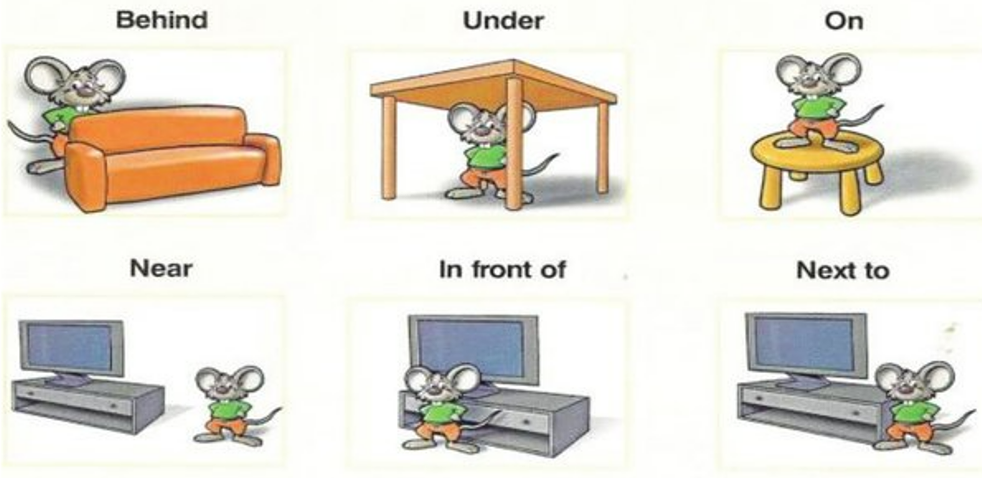 Behind
Under
On
Near
In front of
Next to